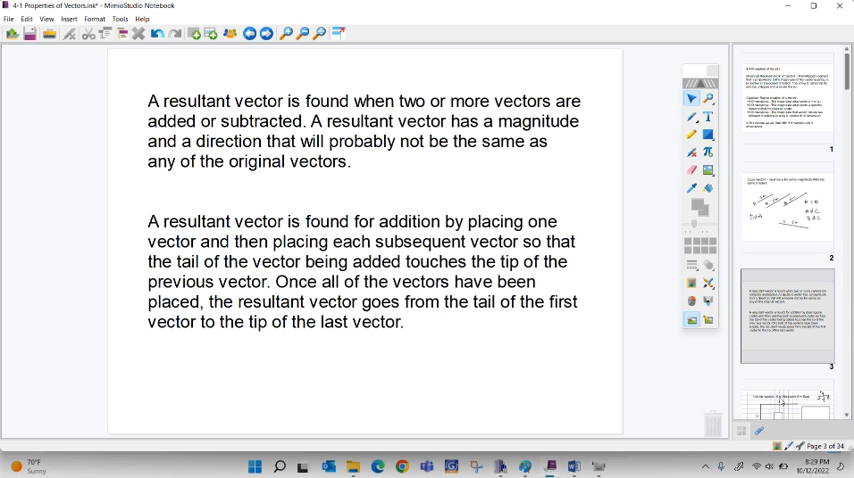 4-1 Properties of Vectors.ink* - MimioStudio Notebook
File Edit View Insert Format Tools Help
A resultant vector is found when two or more vectors are
added or subtracted. A resultant vector has a magnitude
and a direction that will probably not be the same as
any of the original vectors.
A resultant vector is found for addition by placing one
vector and then placing each subsequent vector so that
the tail of the vector being added touches the tip of the
previous vector. Once all of the vectors have been
placed, the resultant vector goes from the tail of the first
vector to the tip of the last vector.
1
2
3
Page 3 of 34
70°F
Sunny
8:29 PM
10/12/2022